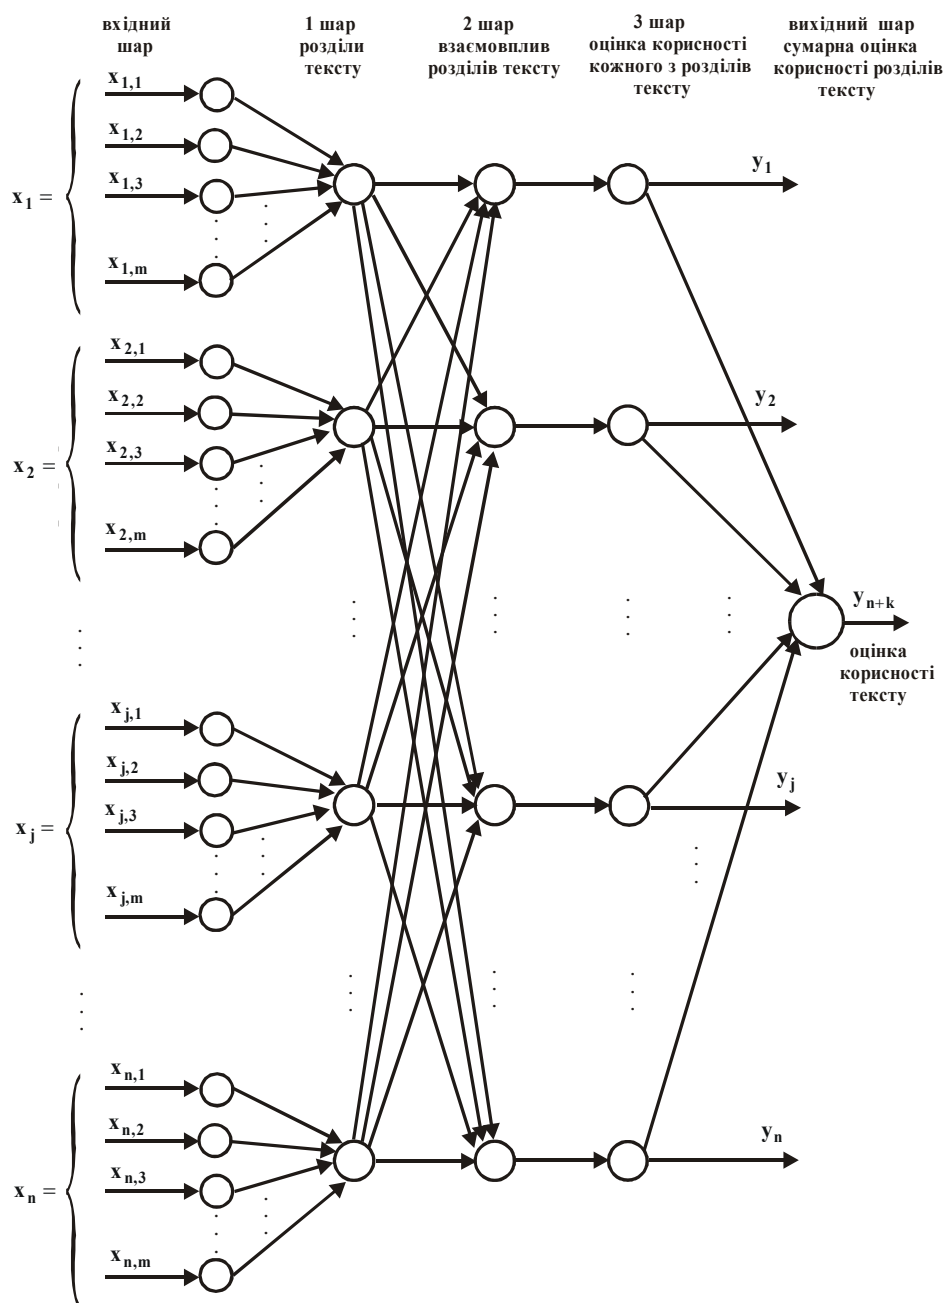 вхідний
шар
1 шар
розділи
тексту
2 шар
взаємовплив
розділів тексту
3 шар
оцінка корисності
кожного з розділів
тексту
вихідний шар
сумарна оцінка
корисності розділів
тексту
x1,1
x1,2
x1,3
x1 =
x1,m
y1
x2,1
x2,2
x2,3
x2 =
x2,m
y2
yn+k
оцінка
корисності
тексту
xj,1
xj,2
xj,3
xj =
xj,m
yj
xn,1
xn,2
xn,3
xn =
xn,m
yn